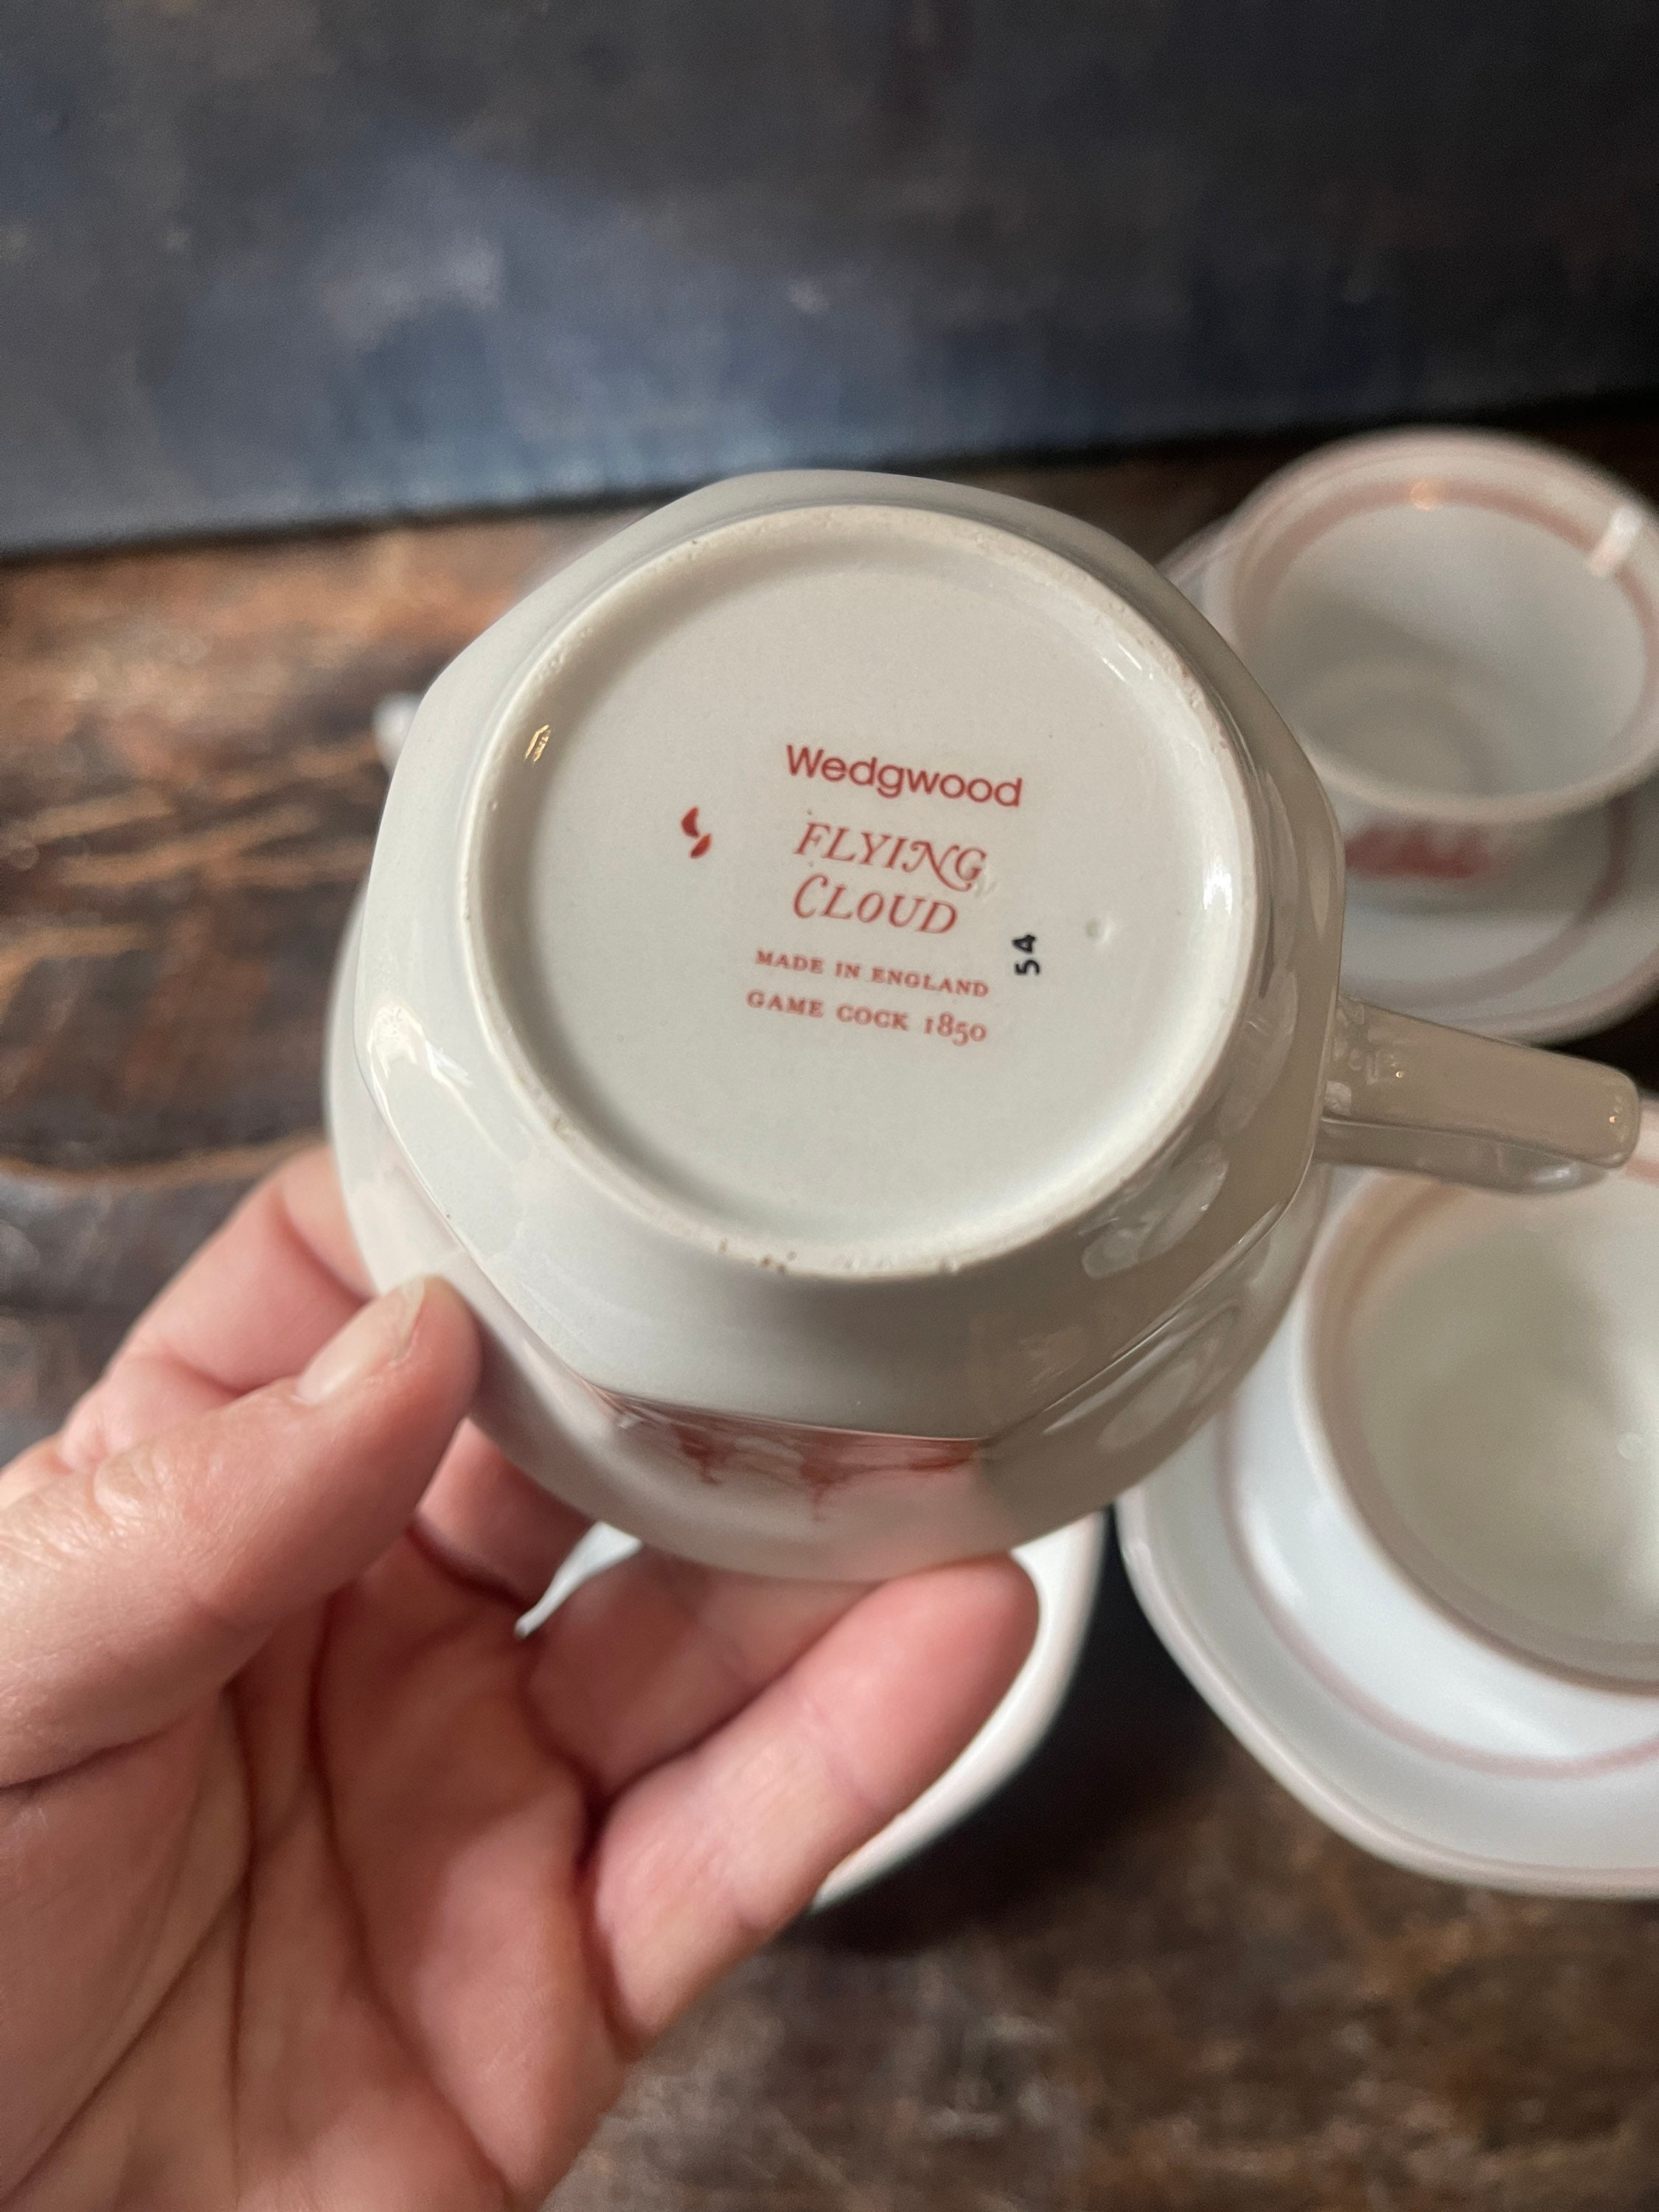 Wedgwood
FLYING
CLOUD
MADE IN ENGLAND
GAME COCK 1850
54